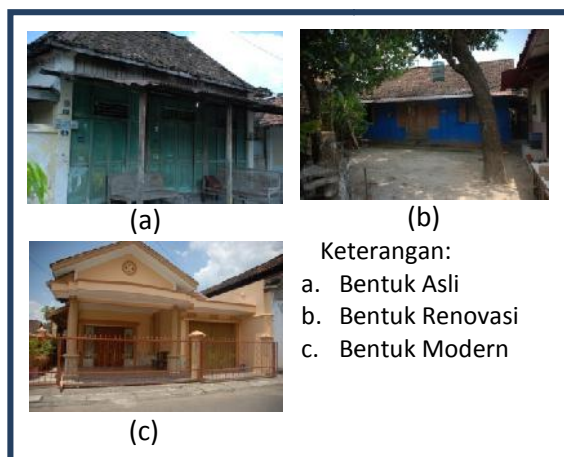 (a)
(b)
Keterangan:
a. Bentuk Asli
b. Bentuk Renovasi
c. Bentuk Modern
(c)